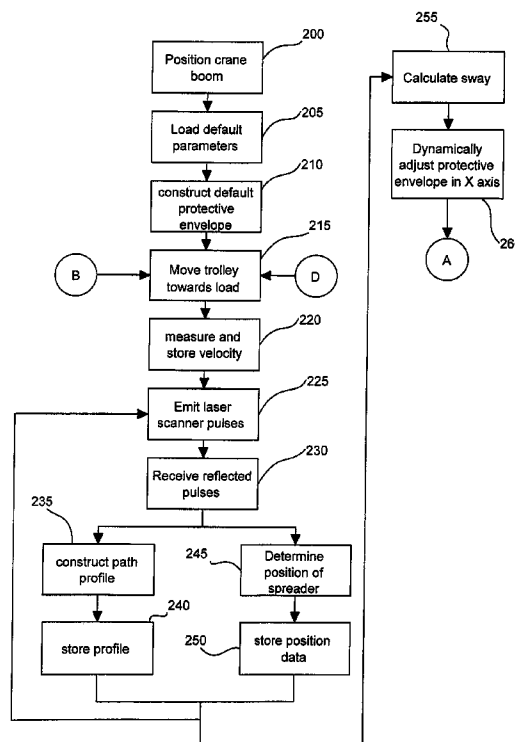 200
Position crane
boom
205
Load default
parameters
210
construct default
protective
envelope
215
B
Move trolley
towards load
D
220
measure and
store velocity
225
Emit laser
scanner pulses
230
Receive reflected
pulses
235
construct path
profile
245
Determine
position of
spreader
240
store profile
250
store position
data
255
Calculate sway
Dynamically
adjust protective
envelope in X axis
26
A